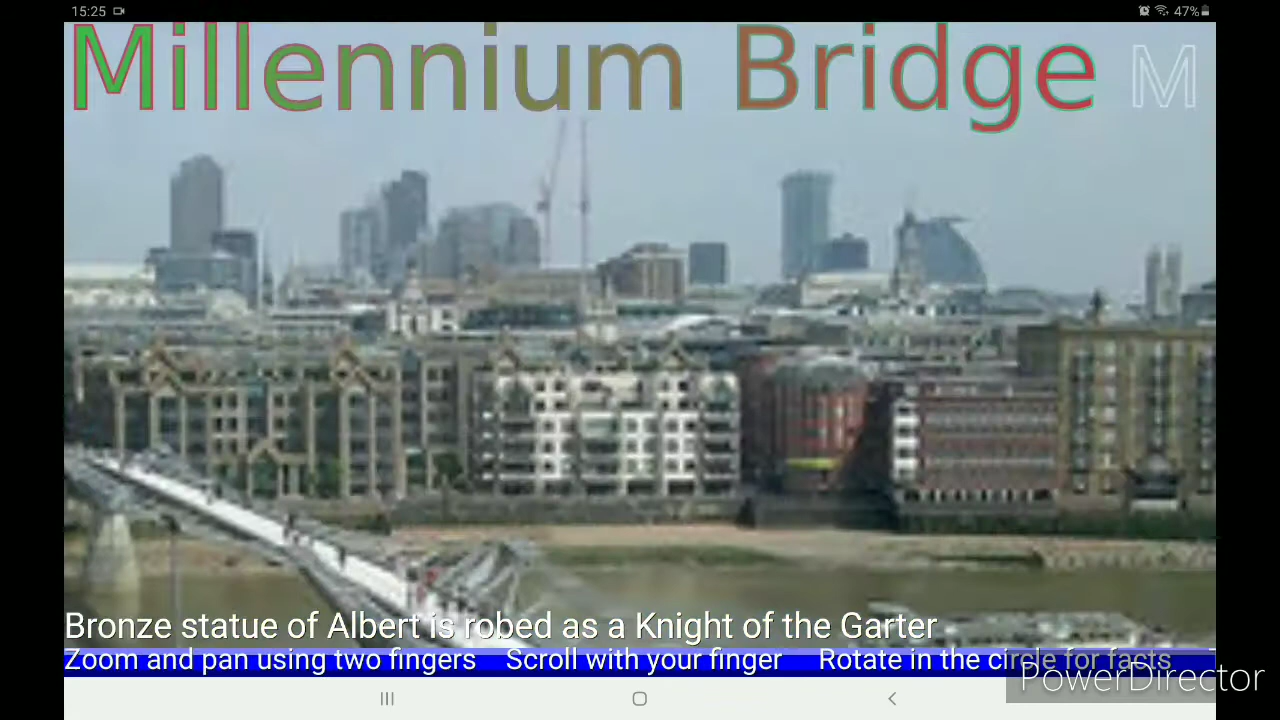 15:25
47%
Millennium Bridge M
Bronze statue of Albert is robed as a Knight of the Garter
Zoom and pan using two fingers Scroll with your finger Rotate in the circle for facts
PowerDirector